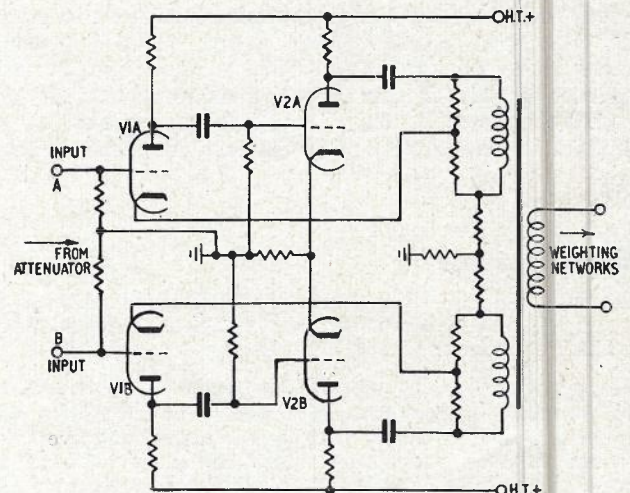 H.T.+
V2A
V1A
INPUT
A
FROM
ATTENUATOR
WEIGHTING
NETWORKS
B
INPUT
V1B
V2B
H.T.+